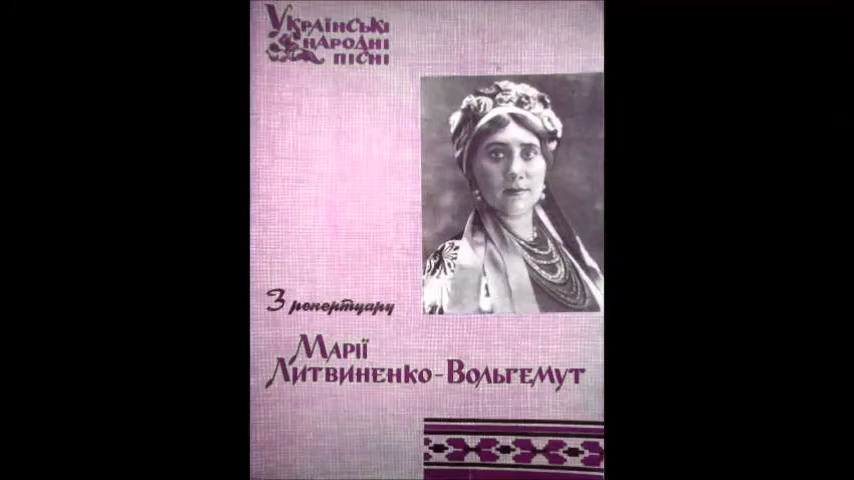 Українські
народні
пісні
З репертуару
Марії
Литвиненко-Вольгемут